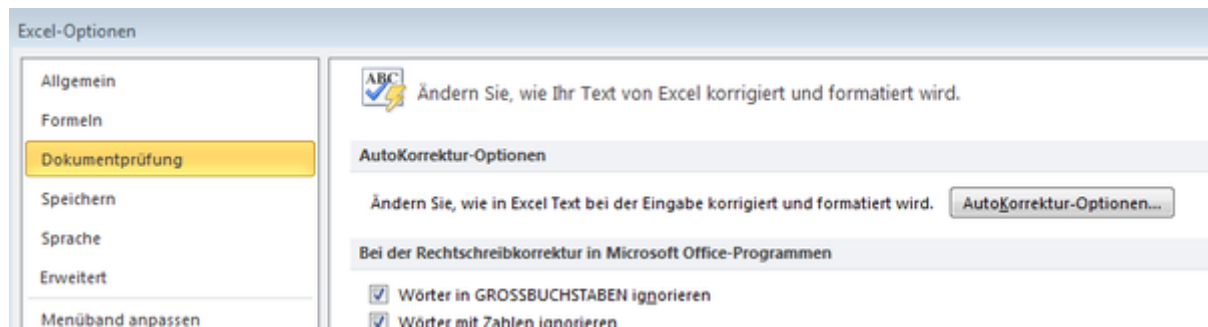 Excel-Optionen
Allgemein
Formeln
Dokumentprüfung
Speichern
Sprache
Erweitert
Menüband anpassen
ABC
Ändern Sie, wie Ihr Text von Excel korrigiert und formatiert wird.
AutoKorrektur-Optionen
Ändern Sie, wie in Excel Text bei der Eingabe korrigiert und formatiert wird. AutoKorrektur-Optionen...
Bei der Rechtschreibkorrektur in Microsoft Office-Programmen
Wörter in GROSSBUCHSTABEN ignorieren
Wörter mit Zahlen ignorieren